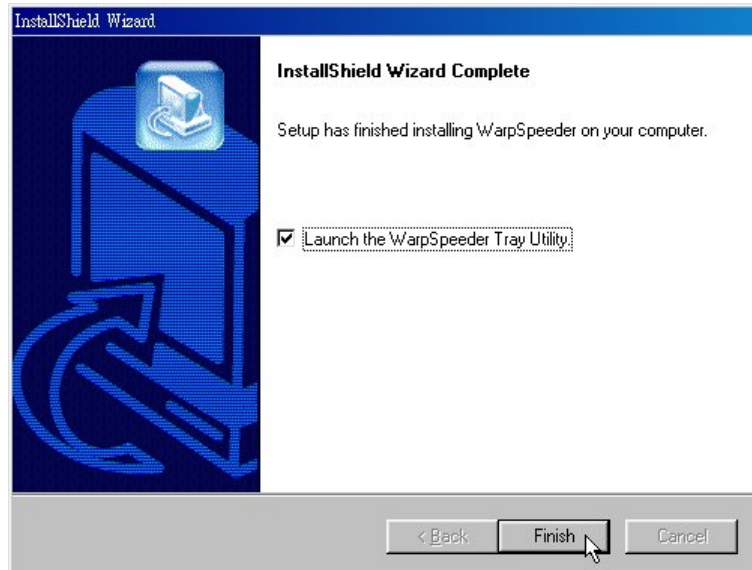 InstallShield Wizard
InstallShield Wizard Complete
Setup has finished installing WarpSpeeder on your computer.
Launch the WarpSpeeder Tray Utility.
< Back Finish Cancel